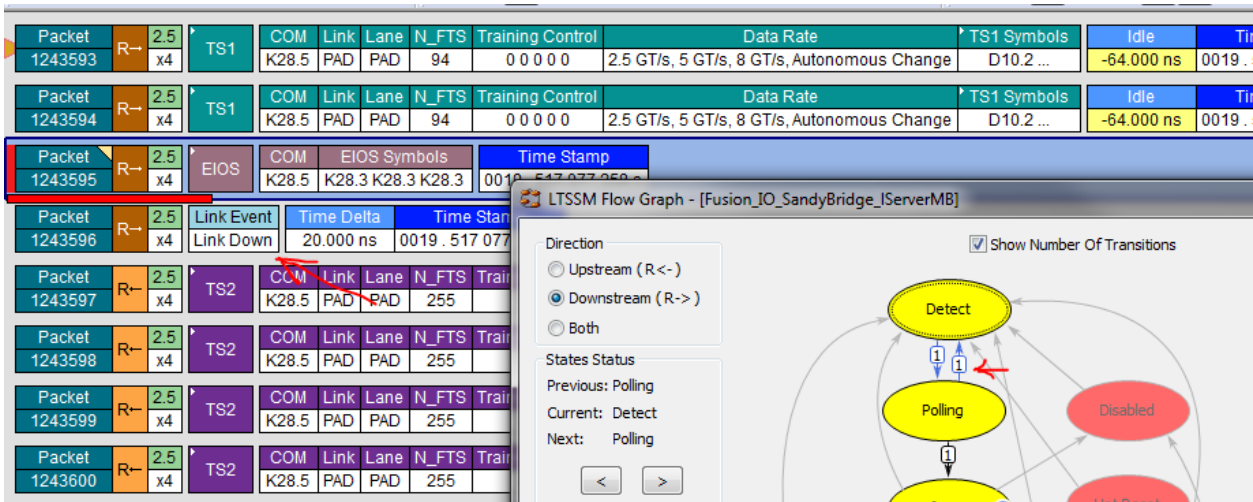 Packet R→ 2.5 TS1 COM Link Lane N_FTS Training Control Data Rate TS1 Symbols Idle
1243593 x4 K28.5 PAD PAD 94 0 0 0 0 0 2.5 GT/s, 5 GT/s, 8 GT/s, Autonomous Change D10.2 ... -64.000 ns 0019 .
Packet R→ 2.5 TS1 COM Link Lane N_FTS Training Control Data Rate TS1 Symbols Idle
1243594 x4 K28.5 PAD PAD 94 0 0 0 0 0 2.5 GT/s, 5 GT/s, 8 GT/s, Autonomous Change D10.2 ... -64.000 ns 0019 .
Packet R→ 2.5 EIOS COM EIOS Symbols Time Stamp
1243595 x4 K28.5 K28.3 K28.3 K28.3
Packet R→ 2.5 Link Event Time Delta Time Stam
1243596 x4 Link Down 20.000 ns 0019 . 517 077
Packet R← 2.5 TS2 COM Link Lane N_FTS Trai
1243597 x4 K28.5 PAD PAD 255
Packet R← 2.5 TS2 COM Link Lane N_FTS Trai
1243598 x4 K28.5 PAD PAD 255
Packet R← 2.5 TS2 COM Link Lane N_FTS Trai
1243599 x4 K28.5 PAD PAD 255
Packet R← 2.5 TS2 COM Link Lane N_FTS Trai
1243600 x4 K28.5 PAD PAD 255
LTSSM Flow Graph - [Fusion_IO_SandyBridge_IServerMB]
Direction
Upstream ( R<- )
Downstream ( R-> )
Both
States Status
Previous: Polling
Current: Detect
Next: Polling
< >
Show Number Of Transitions
Detect
1 1
Polling
Disabled
1